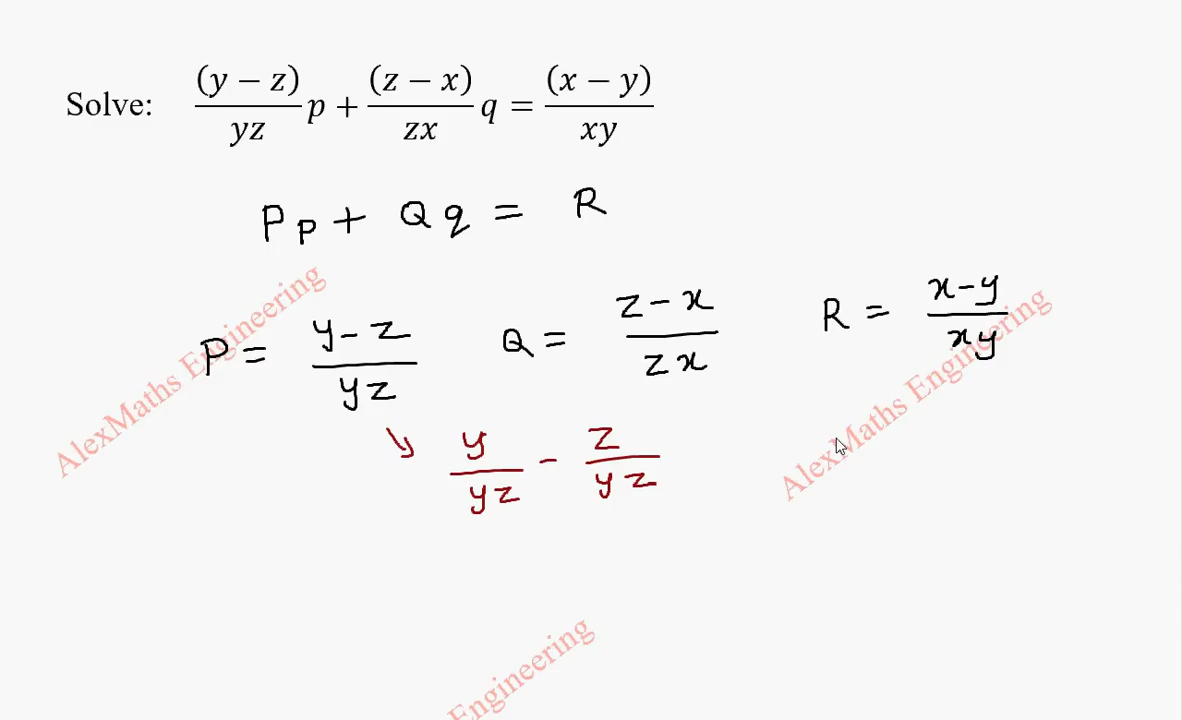 Solve: (y − z)/yz p + (z − x)/zx q = (x − y)/xy
Pp + Qq = R
P = y - z / yz Q = z - x / zx R = x - y / xy
y/yz - z/yz
AlexMaths Engineering
AlexMaths Engineering
Engineering